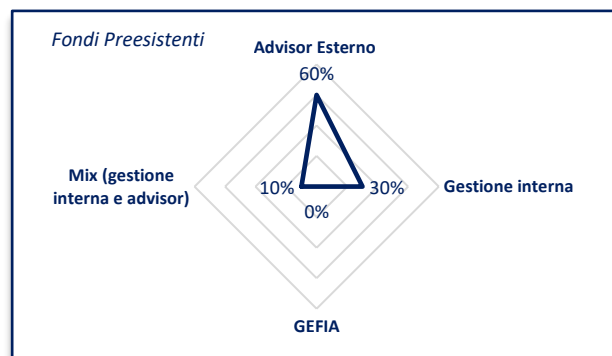 Fondi Preesistenti
Advisor Esterno
60%
Mix (gestione
interna e advisor)
10%
30%
Gestione interna
0%
GEFIA